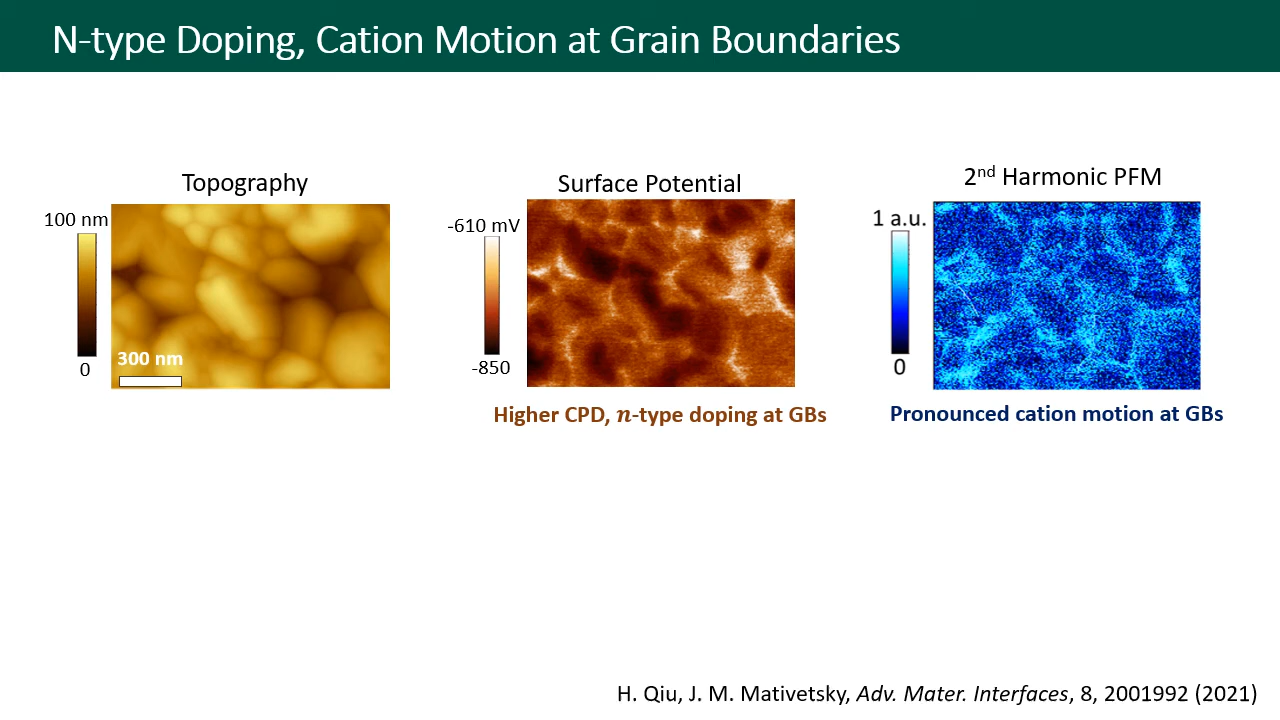 N-type Doping, Cation Motion at Grain Boundaries
Topography
100 nm
0
300 nm
Surface Potential
-610 mV
-850
Higher CPD, n-type doping at GBs
2nd Harmonic PFM
1 a.u.
0
Pronounced cation motion at GBs
H. Qiu, J. M. Mativetsky, Adv. Mater. Interfaces, 8, 2001992 (2021)